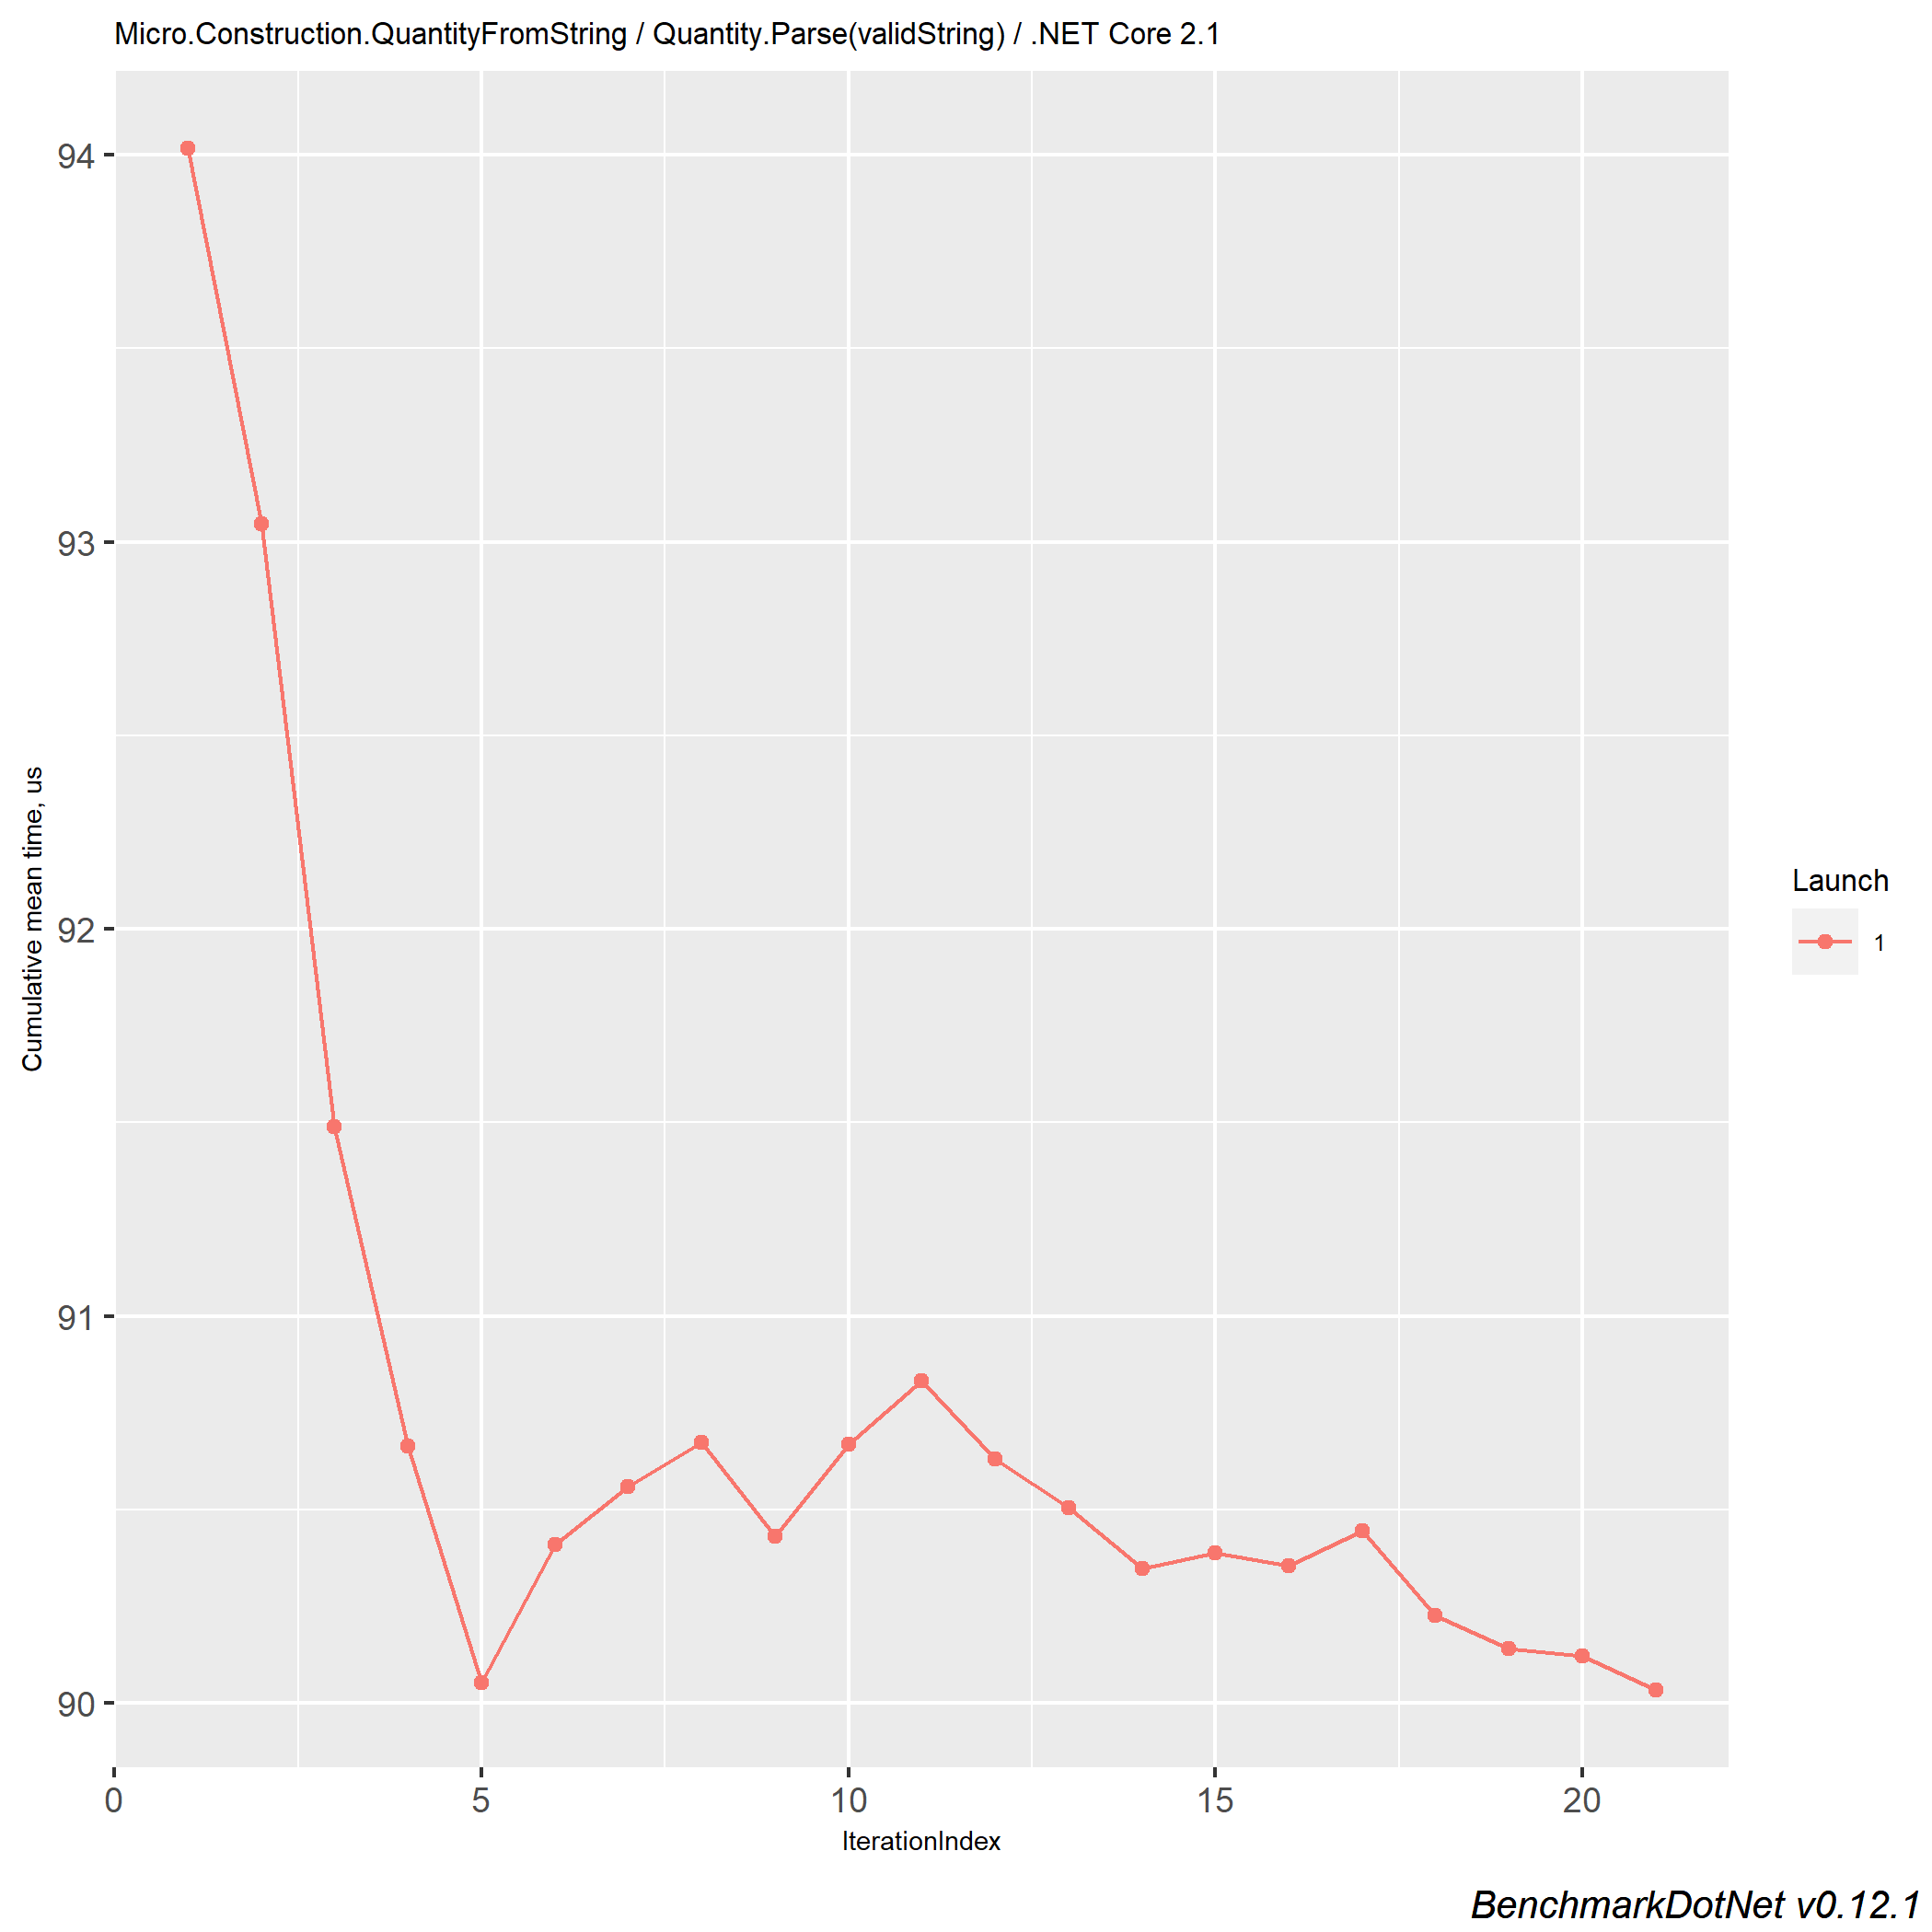 Micro.Construction.QuantityFromString / Quantity.Parse(validString) / .NET Core 2.1
94
93
92
91
90
Cumulative mean time, us
0 5 10 15 20
IterationIndex
Launch
1
BenchmarkDotNet v0.12.1